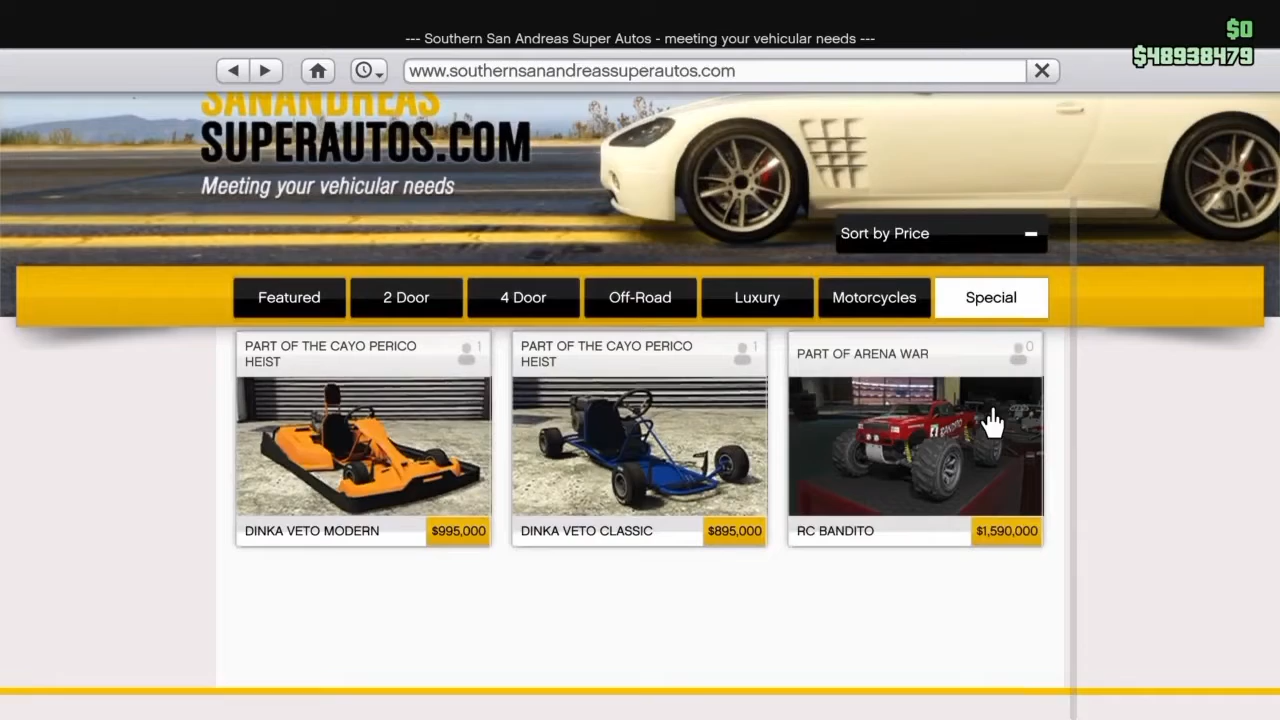 --- Southern San Andreas Super Autos - meeting your vehicular needs ---
$0
$48938479
www.southernsanandreassuperautos.com
SANANDREAS
SUPERAUTOS.COM
Meeting your vehicular needs
Sort by Price
Featured
2 Door
4 Door
Off-Road
Luxury
Motorcycles
Special
PART OF THE CAYO PERICO
HEIST
1
DINKA VETO MODERN
$995,000
PART OF THE CAYO PERICO
HEIST
1
DINKA VETO CLASSIC
$895,000
PART OF ARENA WAR
0
BANDITO
RC BANDITO
$1,590,000